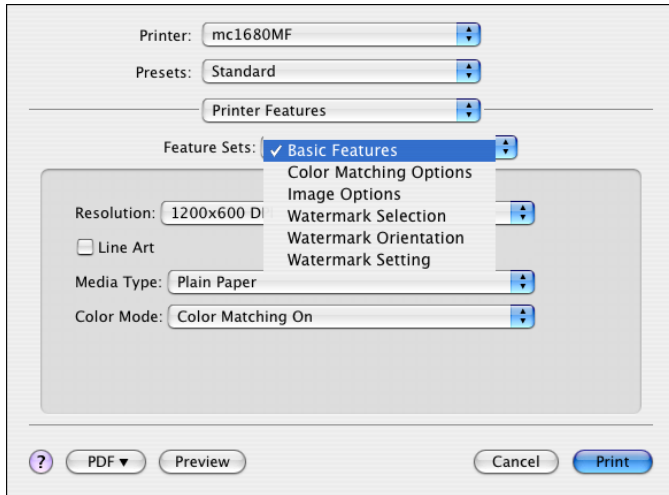 Printer: mc1680MF
Presets: Standard
Printer Features
Feature Sets: ✓ Basic Features
Color Matching Options
Image Options
Watermark Selection
Watermark Orientation
Watermark Setting
Resolution: 1200x600
Line Art
Media Type: Plain Paper
Color Mode: Color Matching On
? PDF▼ Preview Cancel Print